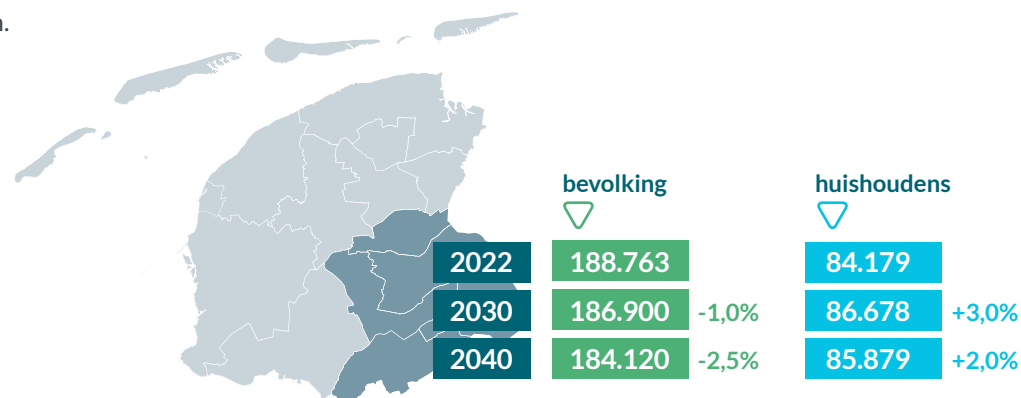 n.
bevolking huishoudens
2022 188.763 84.179
2030 186.900 -1,0% 86.678 +3,0%
2040 184.120 -2,5% 85.879 +2,0%